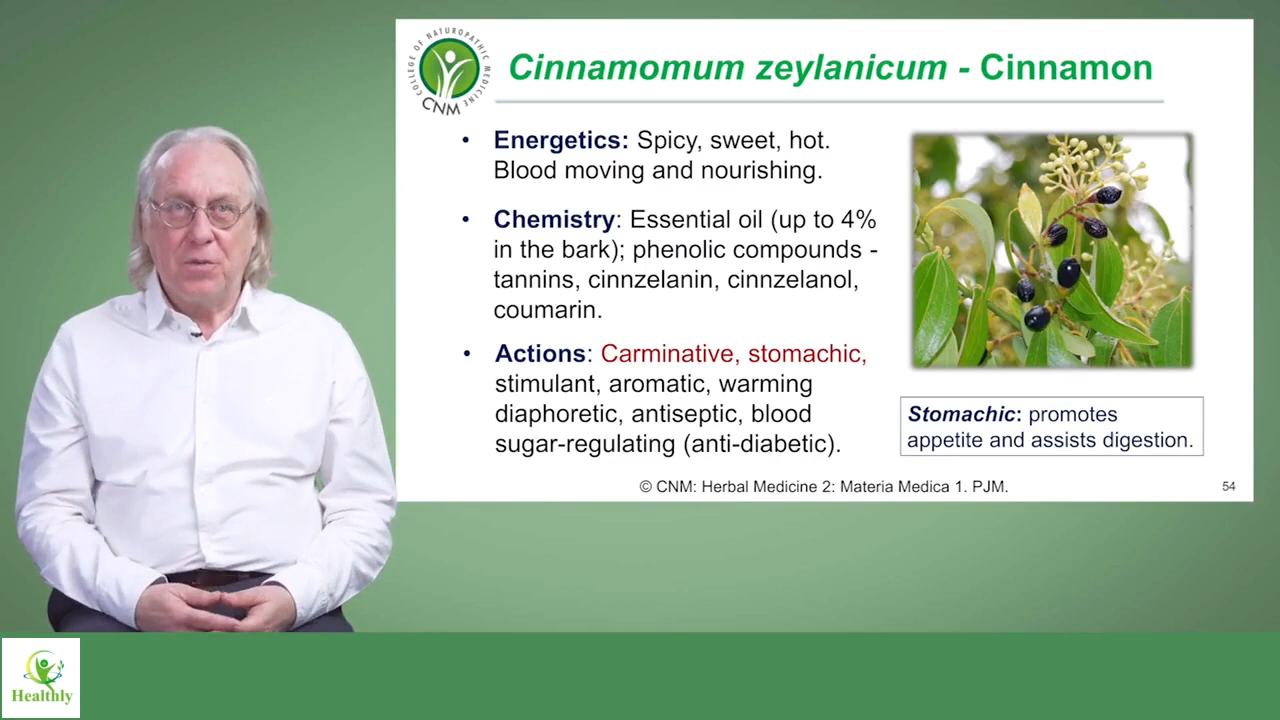 COLLEGE OF NATUROPATHIC MEDICINE
CNM
Cinnamomum zeylanicum - Cinnamon
• Energetics: Spicy, sweet, hot.
Blood moving and nourishing.
• Chemistry: Essential oil (up to 4%
in the bark); phenolic compounds -
tannins, cinnzelanin, cinnzelanol,
coumarin.
• Actions: Carminative, stomachic,
stimulant, aromatic, warming
diaphoretic, antiseptic, blood
sugar-regulating (anti-diabetic).
Stomachic: promotes
appetite and assists digestion.
© CNM: Herbal Medicine 2: Materia Medica 1. PJM.
54
Healthly